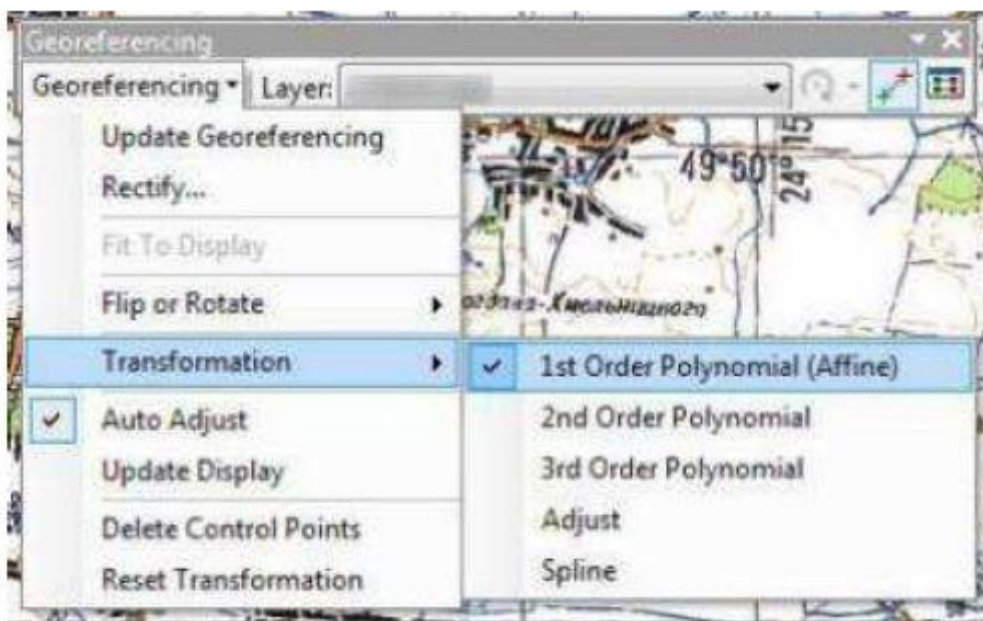 Georeferencing
Georeferencing Layer:
Update Georeferencing
Rectify...
Fit To Display
Flip or Rotate
Transformation
Auto Adjust
Update Display
Delete Control Points
Reset Transformation
49°50'
24° 15
1st Order Polynomial (Affine)
2nd Order Polynomial
3rd Order Polynomial
Adjust
Spline